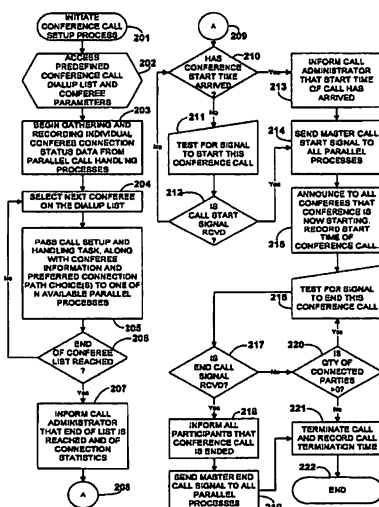 INITIATE
CONFERENCE CALL
SETUP PROCESS
201
ACCESS
PREDEFINED
CONFERENCE CALL
DIALUP LIST AND
CONFEREE
PARAMETERS
202
203
BEGIN GATHERING AND
RECORDING INDIVIDUAL
CONFEREE CONNECTION
STATUS DATA FROM
PARALLEL CALL HANDLING
PROCESSES
204
SELECT NEXT CONFEREE
ON THE DIALUP LIST
No
PASS CALL SETUP AND
HANDLING TASK, ALONG
WITH CONFEREE
INFORMATION AND
PREFERRED CONNECTION
PATH CHOICE(S) TO ONE OF
N AVAILABLE PARALLEL
PROCESSES
205
206
END
OF CONFEREE
LIST REACHED
?
Yes
207
INFORM CALL
ADMINISTRATOR
THAT END OF LIST IS
REACHED AND OF
CONNECTION
STATISTICS
A
208
A
209
210
HAS
CONFERENCE
START TIME
ARRIVED
?
Yes
No
211
TEST FOR SIGNAL
TO START THIS
CONFERENCE CALL
212
No
IS
CALL START
SIGNAL
RCVD
?
Yes
INFORM CALL
ADMINISTRATOR
THAT START TIME
OF CALL HAS
ARRIVED
213
214
SEND MASTER CALL
START SIGNAL TO
ALL PARALLEL
PROCESSES
ANNOUNCE TO ALL
CONFEREES THAT
CONFERENCE IS
NOW STARTING.
RECORD START
TIME OF
CONFERENCE CALL.
215
TEST FOR SIGNAL
TO END THIS
CONFERENCE CALL
216
217
IS
END CALL
SIGNAL
RCVD?
No
Yes
220
Yes
IS
QTY OF
CONNECTED
PARTIES
>0?
No
218
INFORM ALL
PARTICIPANTS THAT
CONFERENCE CALL
IS ENDED
SEND MASTER END
CALL SIGNAL TO ALL
PARALLEL
PROCESSES
219
221
TERMINATE CALL
AND RECORD CALL
TERMINATION TIME
222
END